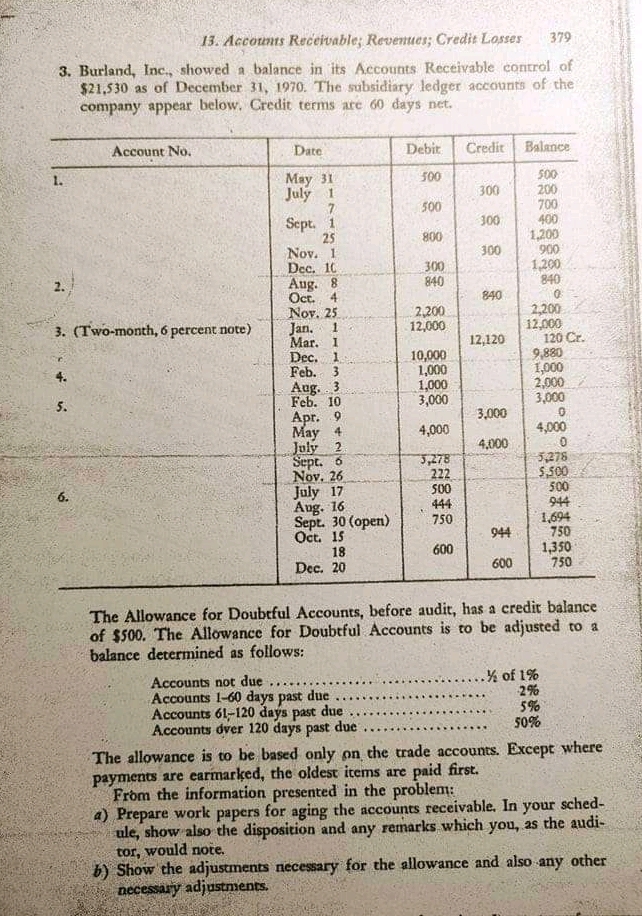 13. Accounts Receivable; Revenues; Credit Losses 379
3. Burland, Inc., showed a balance in its Accounts Receivable control of
$21,530 as of December 31, 1970. The subsidiary ledger accounts of the
company appear below. Credit terms are 60 days net.
Account No. Date Debit Credit Balance
1. May 31 500 500
July 1 300 200
7 500 700
Sept. 1 300 400
25 800 1,200
Nov. 1 300 900
Dec. 10 300 1,200
2. Aug. 8 840 840
Oct. 4 840 0
Nov. 25 2,200 2,200
3. (Two-month, 6 percent note) Jan. 1 12,000 12,000
Mar. 1 12,120 120 Cr.
Dec. 1 10,000 9,880
4. Feb. 3 1,000 1,000
Aug. 3 1,000 2,000
5. Feb. 10 3,000 3,000
Apr. 9 3,000 0
May 4 4,000 4,000
July 2 4,000 0
Sept. 6 5,278 5,278
Nov. 26 222 5,500
6. July 17 500 500
Aug. 16 444 944
Sept. 30 (open) 750 1,694
Oct. 15 944 750
18 600 1,350
Dec. 20 600 750
The Allowance for Doubtful Accounts, before audit, has a credit balance
of $500. The Allowance for Doubtful Accounts is to be adjusted to a
balance determined as follows:
Accounts not due ........................½ of 1%
Accounts 1-60 days past due .................. 2%
Accounts 61-120 days past due ................ 5%
Accounts over 120 days past due .............. 50%
The allowance is to be based only on the trade accounts. Except where
payments are earmarked, the oldest items are paid first.
From the information presented in the problem:
a) Prepare work papers for aging the accounts receivable. In your sched-
ule, show also the disposition and any remarks which you, as the audi-
tor, would note.
b) Show the adjustments necessary for the allowance and also any other
necessary adjustments.